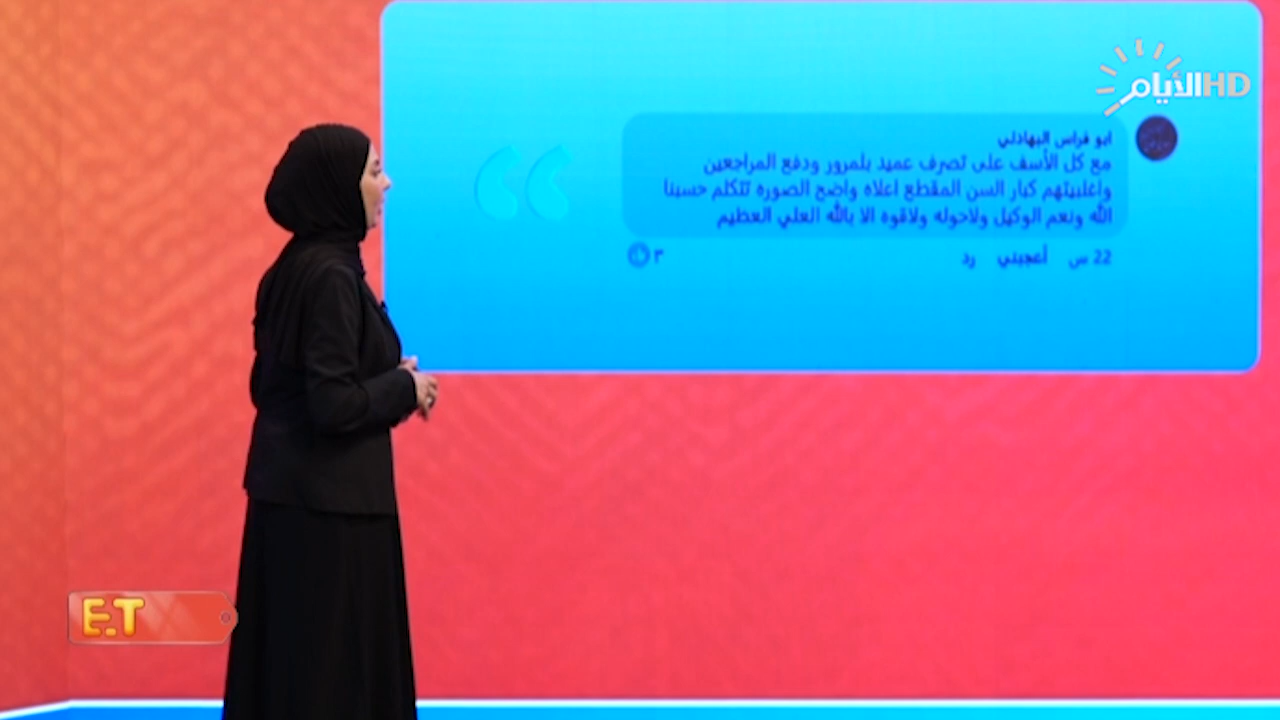 الأيام HD
ابو فراس البهادلي
مع كل الأسف على تصرف عميد بلمرور ودفع المراجعين
واغلبيتهم كبار السن المقطع اعلاه واضح الصوره تتكلم حسبنا
الله ونعم الوكيل ولاحوله ولاقوة الا بالله العلي العظيم
22 س أعجبني رد ٣
E.T